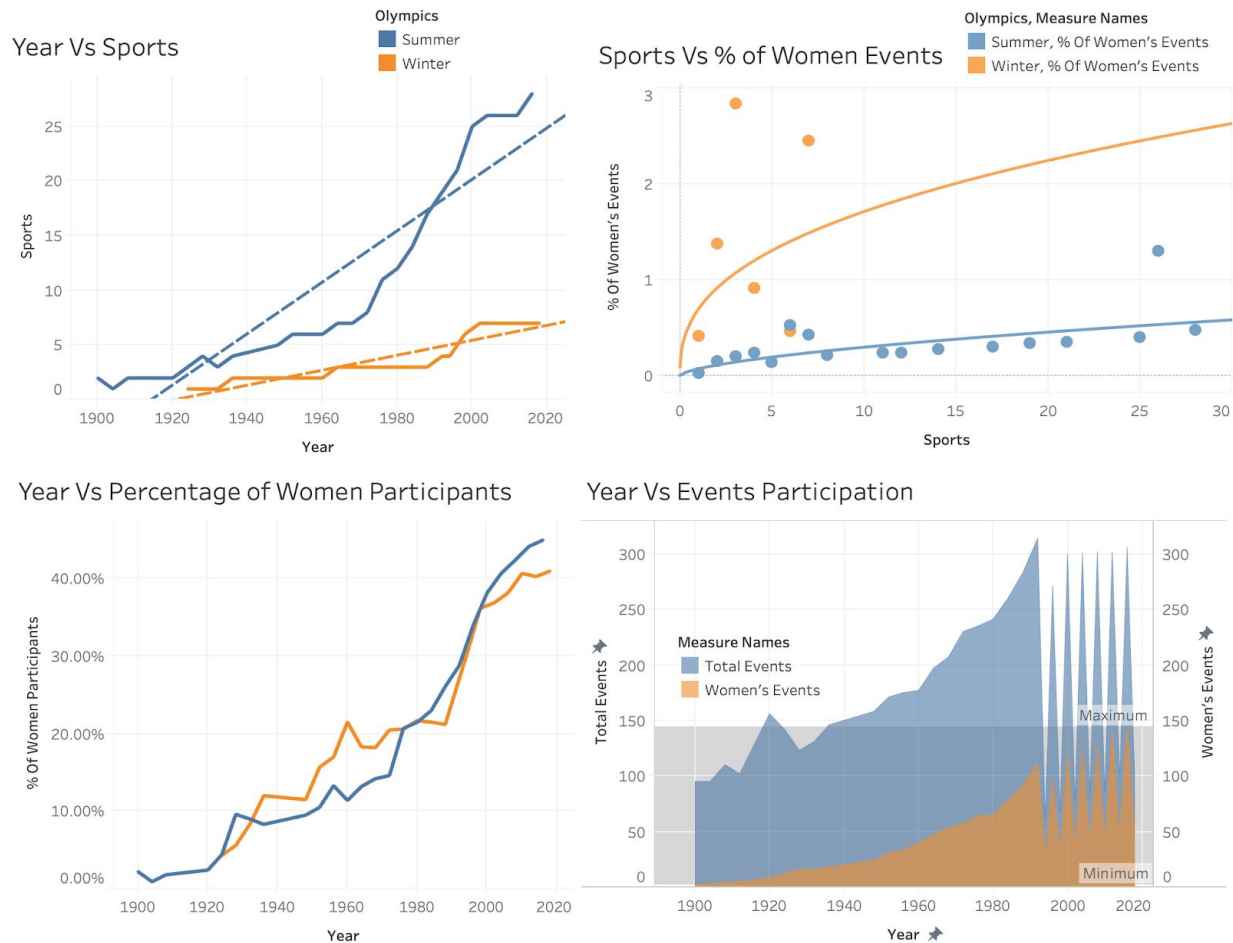 Olympics
Summer
Winter
Year Vs Sports
25
20
15
10
5
0
Sports
1900
1920
1940
1960
1980
2000
2020
Year
Olympics, Measure Names
Summer, % Of Women's Events
Winter, % Of Women's Events
Sports Vs % of Women Events
3
2
1
0
% Of Women's Events
0
5
10
15
20
25
30
Sports
Year Vs Percentage of Women Participants
40.00%
30.00%
20.00%
10.00%
0.00%
% Of Women Participants
1900
1920
1940
1960
1980
2000
2020
Year
Year Vs Events Participation
300
250
200
150
100
50
0
Total Events
Measure Names
Total Events
Women's Events
Maximum
Minimum
300
250
200
150
100
50
0
Women's Events
1900
1920
1940
1960
1980
2000
2020
Year